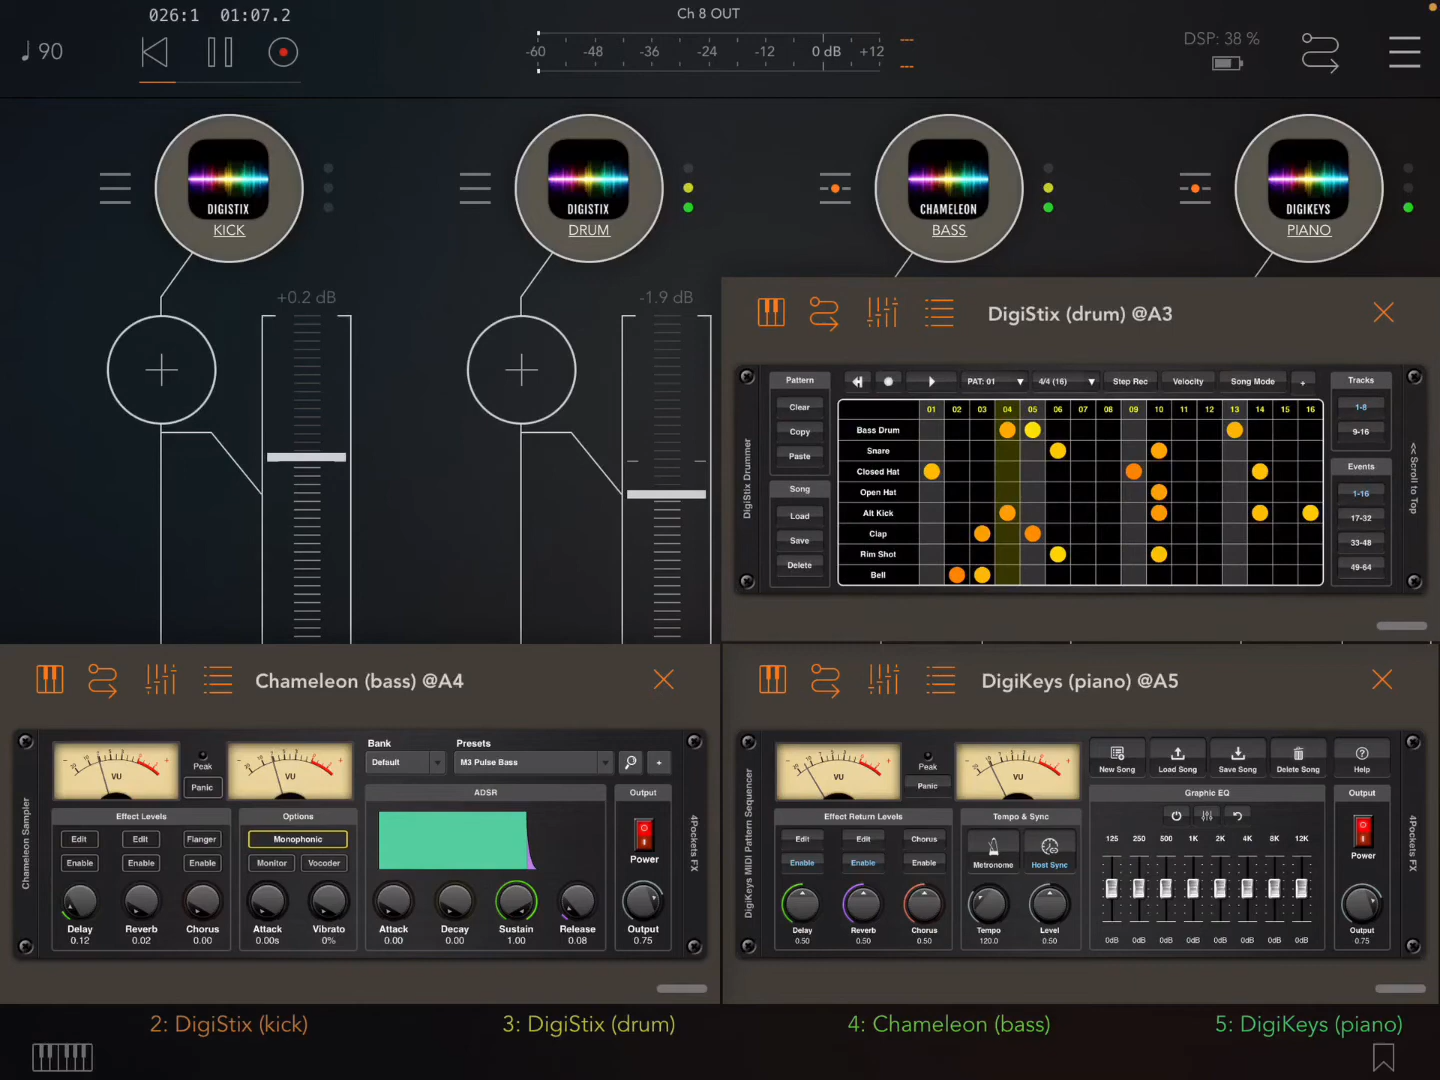 026:1 01:07.2
Ch 8 OUT
90
-60 -48 -36 -24 -12 0 dB +12
DSP: 38 %
DIGISTIX
KICK
DIGISTIX
DRUM
CHAMELEON
BASS
DIGIKEYS
PIANO
+0.2 dB
-1.9 dB
DigiStix (drum) @A3
DigiStix Drummer
Pattern
Clear
Copy
Paste
Song
Load
Save
Delete
PAT: 01 4/4 (16) Step Rec Velocity Song Mode +
01 02 03 04 05 06 07 08 09 10 11 12 13 14 15 16
Bass Drum
Snare
Closed Hat
Open Hat
Alt Kick
Clap
Rim Shot
Bell
Tracks
1-8
9-16
Events
1-16
17-32
33-48
49-64
<< Scroll to Top
Chameleon (bass) @A4
Chameleon Sampler
VU
Peak
Panic
VU
Bank
Default
Presets
M3 Pulse Bass
+
Effect Levels
Edit Edit Flanger
Enable Enable Enable
Delay Reverb Chorus
0.12 0.02 0.00
Options
Monophonic
Monitor Vocoder
Attack Vibrato
0.00s 0%
ADSR
Attack Decay Sustain Release
0.00 0.00 1.00 0.08
Output
Power
Output
0.75
4Pockets FX
DigiKeys (piano) @A5
DigiKeys MIDI Pattern Sequencer
VU
Peak
Panic
VU
New Song Load Song Save Song Delete Song Help
Effect Return Levels
Edit Edit Chorus
Enable Enable Enable
Delay Reverb Chorus
0.50 0.50 0.50
Tempo & Sync
Metronome Host Sync
Tempo Level
120.0 0.50
Graphic EQ
125 250 500 1K 2K 4K 8K 12K
0dB 0dB 0dB 0dB 0dB 0dB 0dB 0dB
Output
Power
Output
0.75
4Pockets FX
2: DigiStix (kick)
3: DigiStix (drum)
4: Chameleon (bass)
5: DigiKeys (piano)